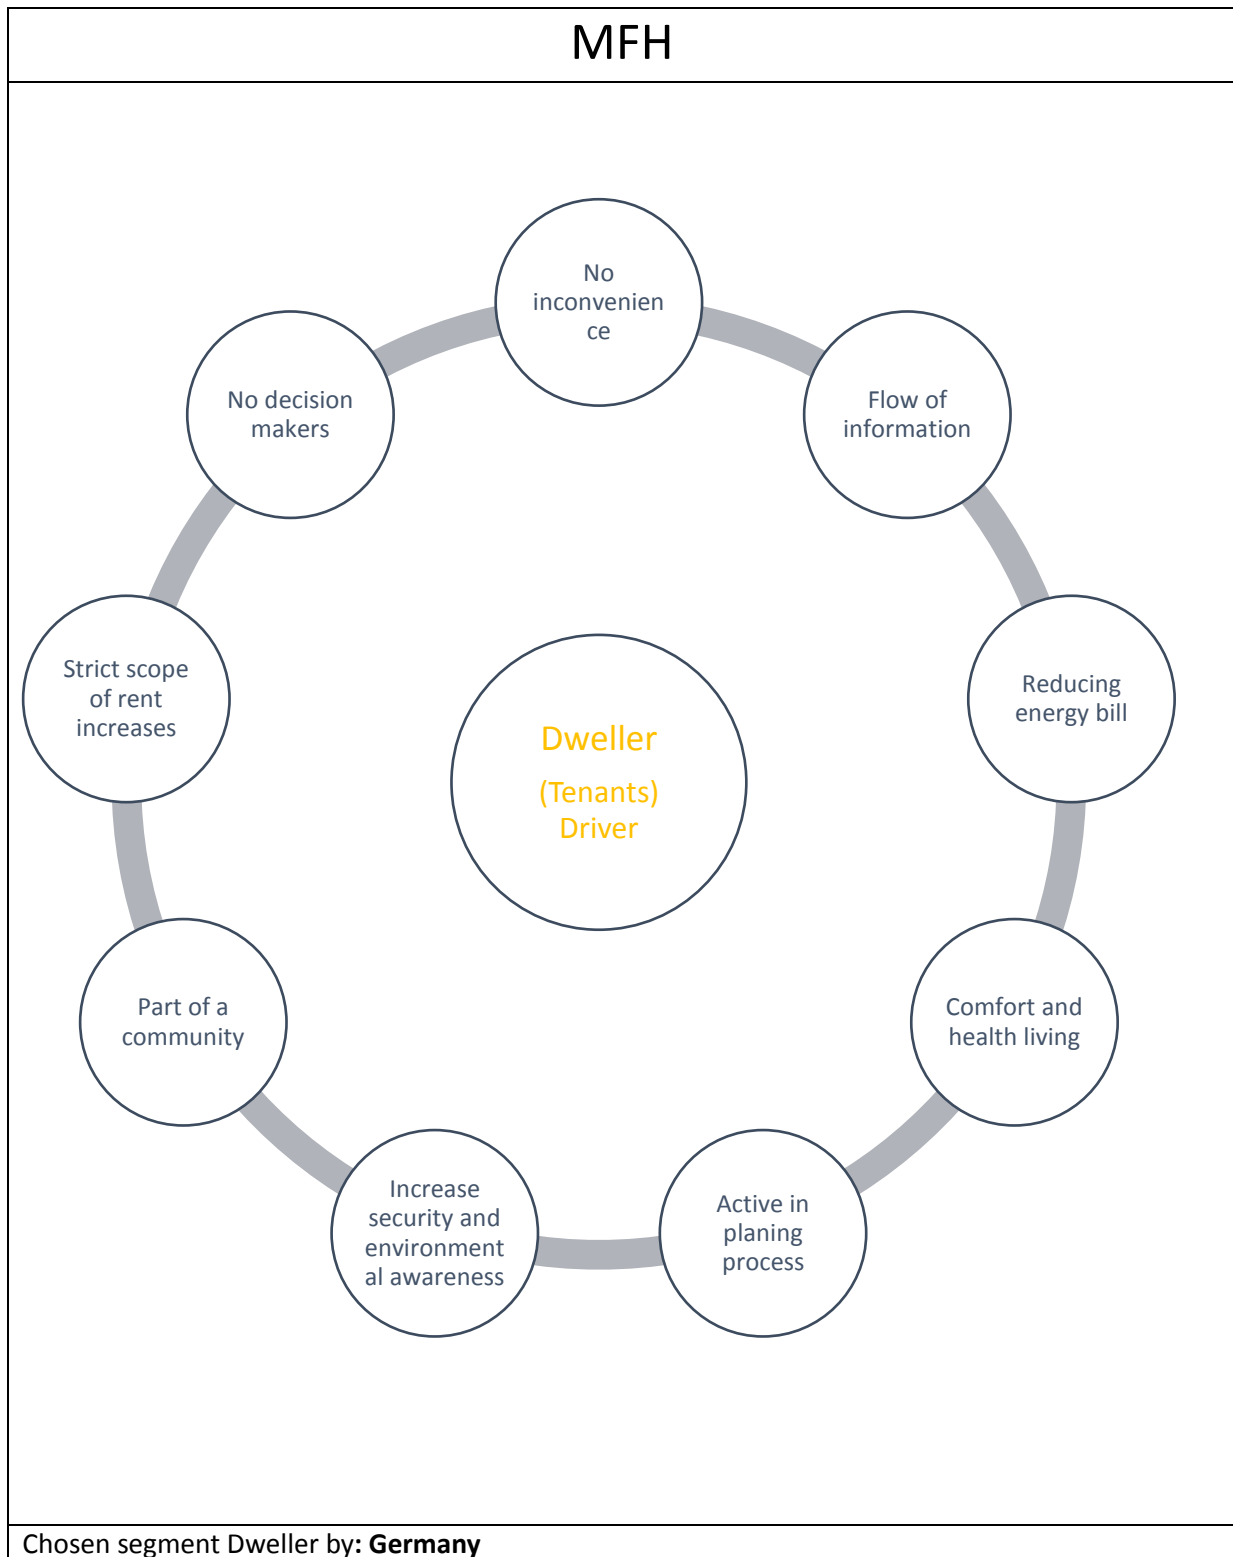 MFH
No
inconvenien
ce
Flow of
information
Reducing
energy bill
Comfort and
health living
Active in
planing
process
Increase
security and
environment
al awareness
Part of a
community
Strict scope
of rent
increases
No decision
makers
Dweller
(Tenants)
Driver
Chosen segment Dweller by: Germany